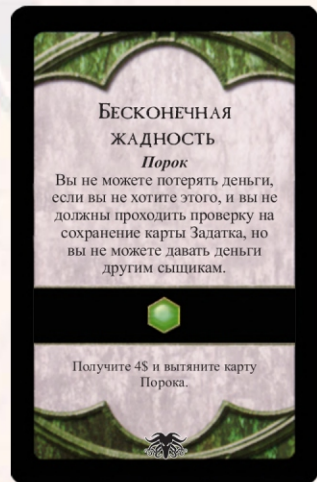 Бесконечная
жадность
Порок
Вы не можете потерять деньги,
если вы не хотите этого, и вы не
должны проходить проверку на
сохранение карты Задатка, но
вы не можете давать деньги
другим сыщикам.
Получите 4$ и вытяните карту
Порока.